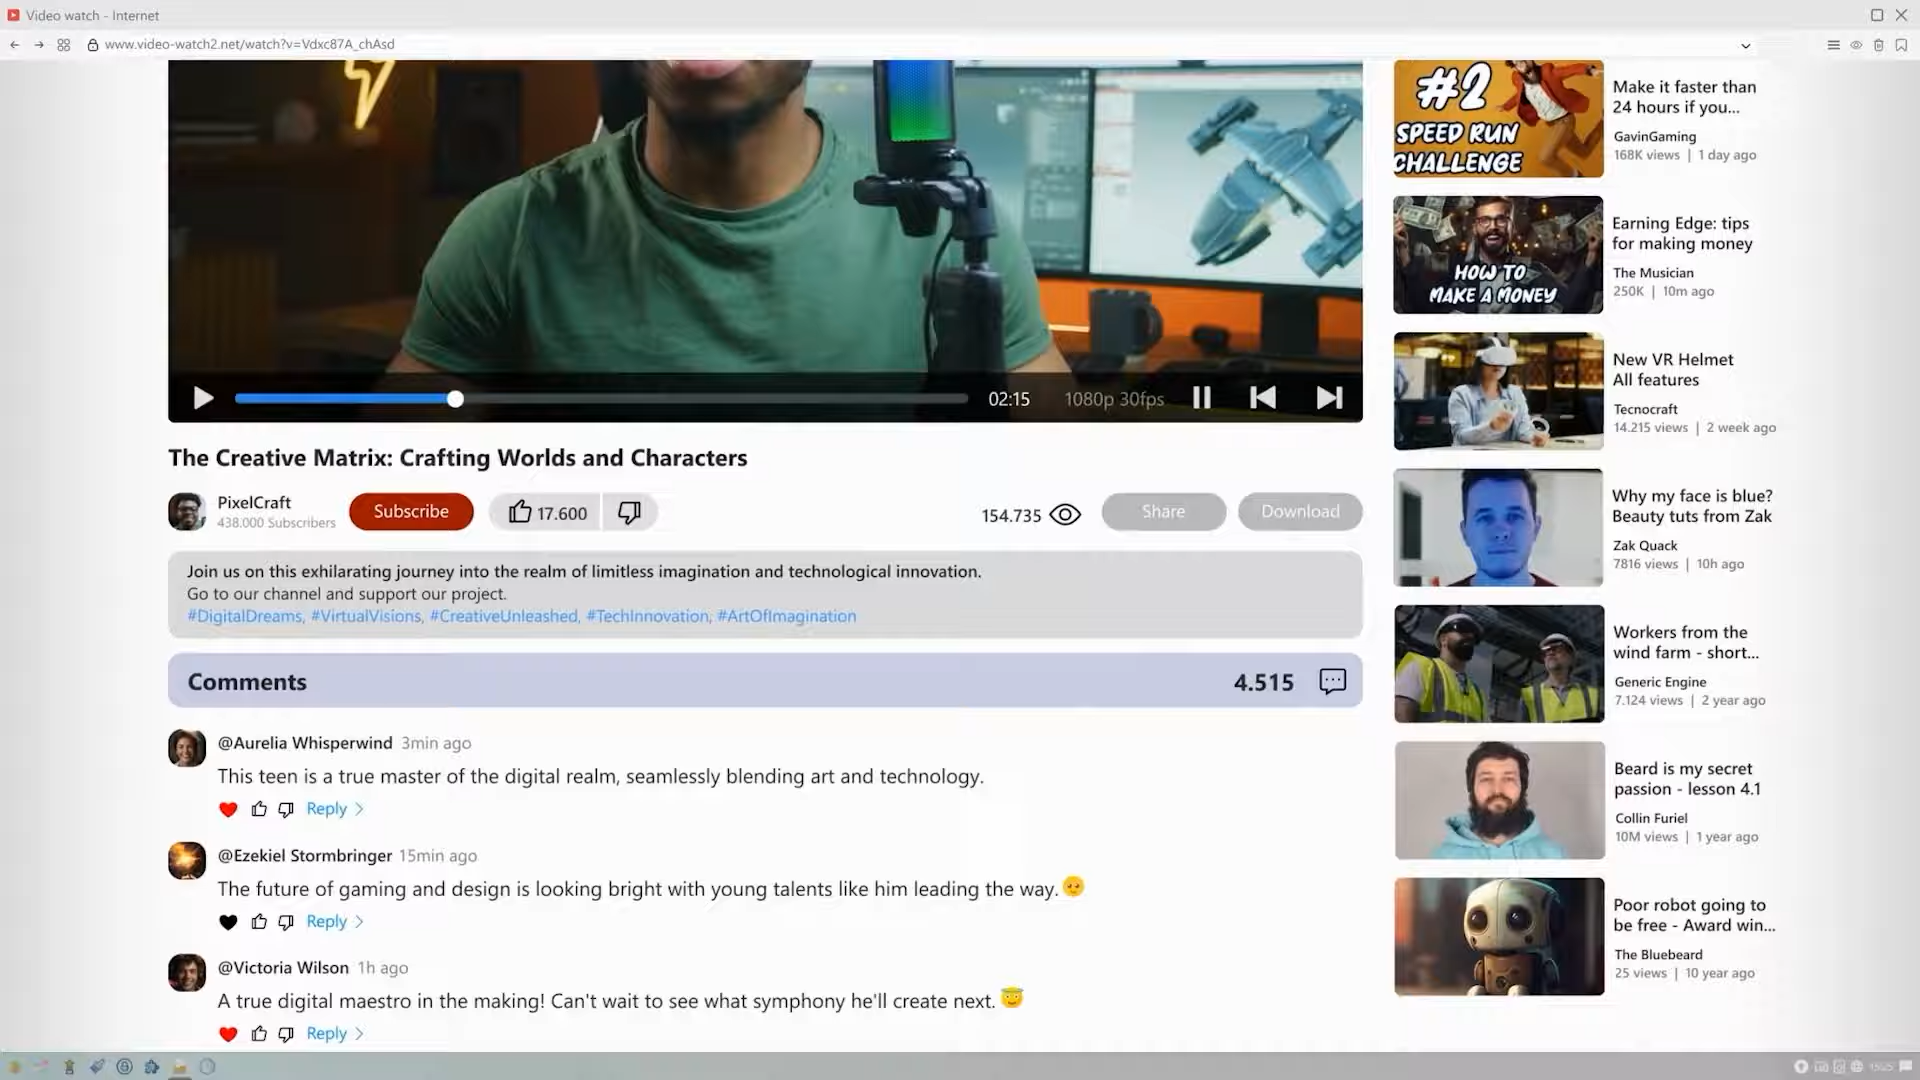 Video watch - Internet
www.video-watch2.net/watch?v=Vdxc87A_chAsd
02:15
1080p 30fps
The Creative Matrix: Crafting Worlds and Characters
PixelCraft
438.000 Subscribers
Subscribe
17.600
154.735
Share
Download
Join us on this exhilarating journey into the realm of limitless imagination and technological innovation.
Go to our channel and support our project.
#DigitalDreams, #VirtualVisions, #CreativeUnleashed, #TechInnovation, #ArtOfImagination
Comments
4.515
@Aurelia Whisperwind 3min ago
This teen is a true master of the digital realm, seamlessly blending art and technology.
Reply
@Ezekiel Stormbringer 15min ago
The future of gaming and design is looking bright with young talents like him leading the way.
Reply
@Victoria Wilson 1h ago
A true digital maestro in the making! Can't wait to see what symphony he'll create next.
Reply
#2
SPEED RUN
CHALLENGE
Make it faster than
24 hours if you...
GavinGaming
168K views | 1 day ago
HOW TO
MAKE A MONEY
Earning Edge: tips
for making money
The Musician
250K | 10m ago
New VR Helmet
All features
Tecnocraft
14.215 views | 2 week ago
Why my face is blue?
Beauty tuts from Zak
Zak Quack
7816 views | 10h ago
Workers from the
wind farm - short...
Generic Engine
7.124 views | 2 year ago
Beard is my secret
passion - lesson 4.1
Collin Furiel
10M views | 1 year ago
Poor robot going to
be free - Award win...
The Bluebeard
25 views | 10 year ago